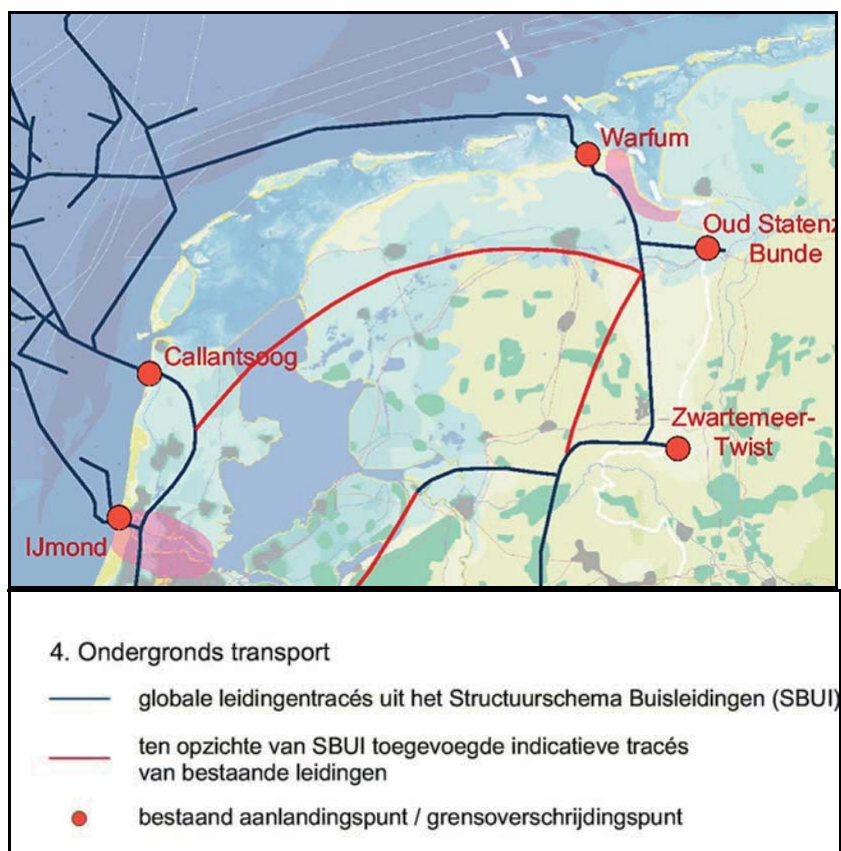 Warfum
Oud Statenz
Bunde
Callantsoog
Zwartemeer-
Twist
IJmond
4. Ondergronds transport
globale leidingentracés uit het Structuurschema Buisleidingen (SBUI)
ten opzichte van SBUI toegevoegde indicatieve tracés
van bestaande leidingen
bestaand aanlandingspunt / grensoverschrijdingspunt